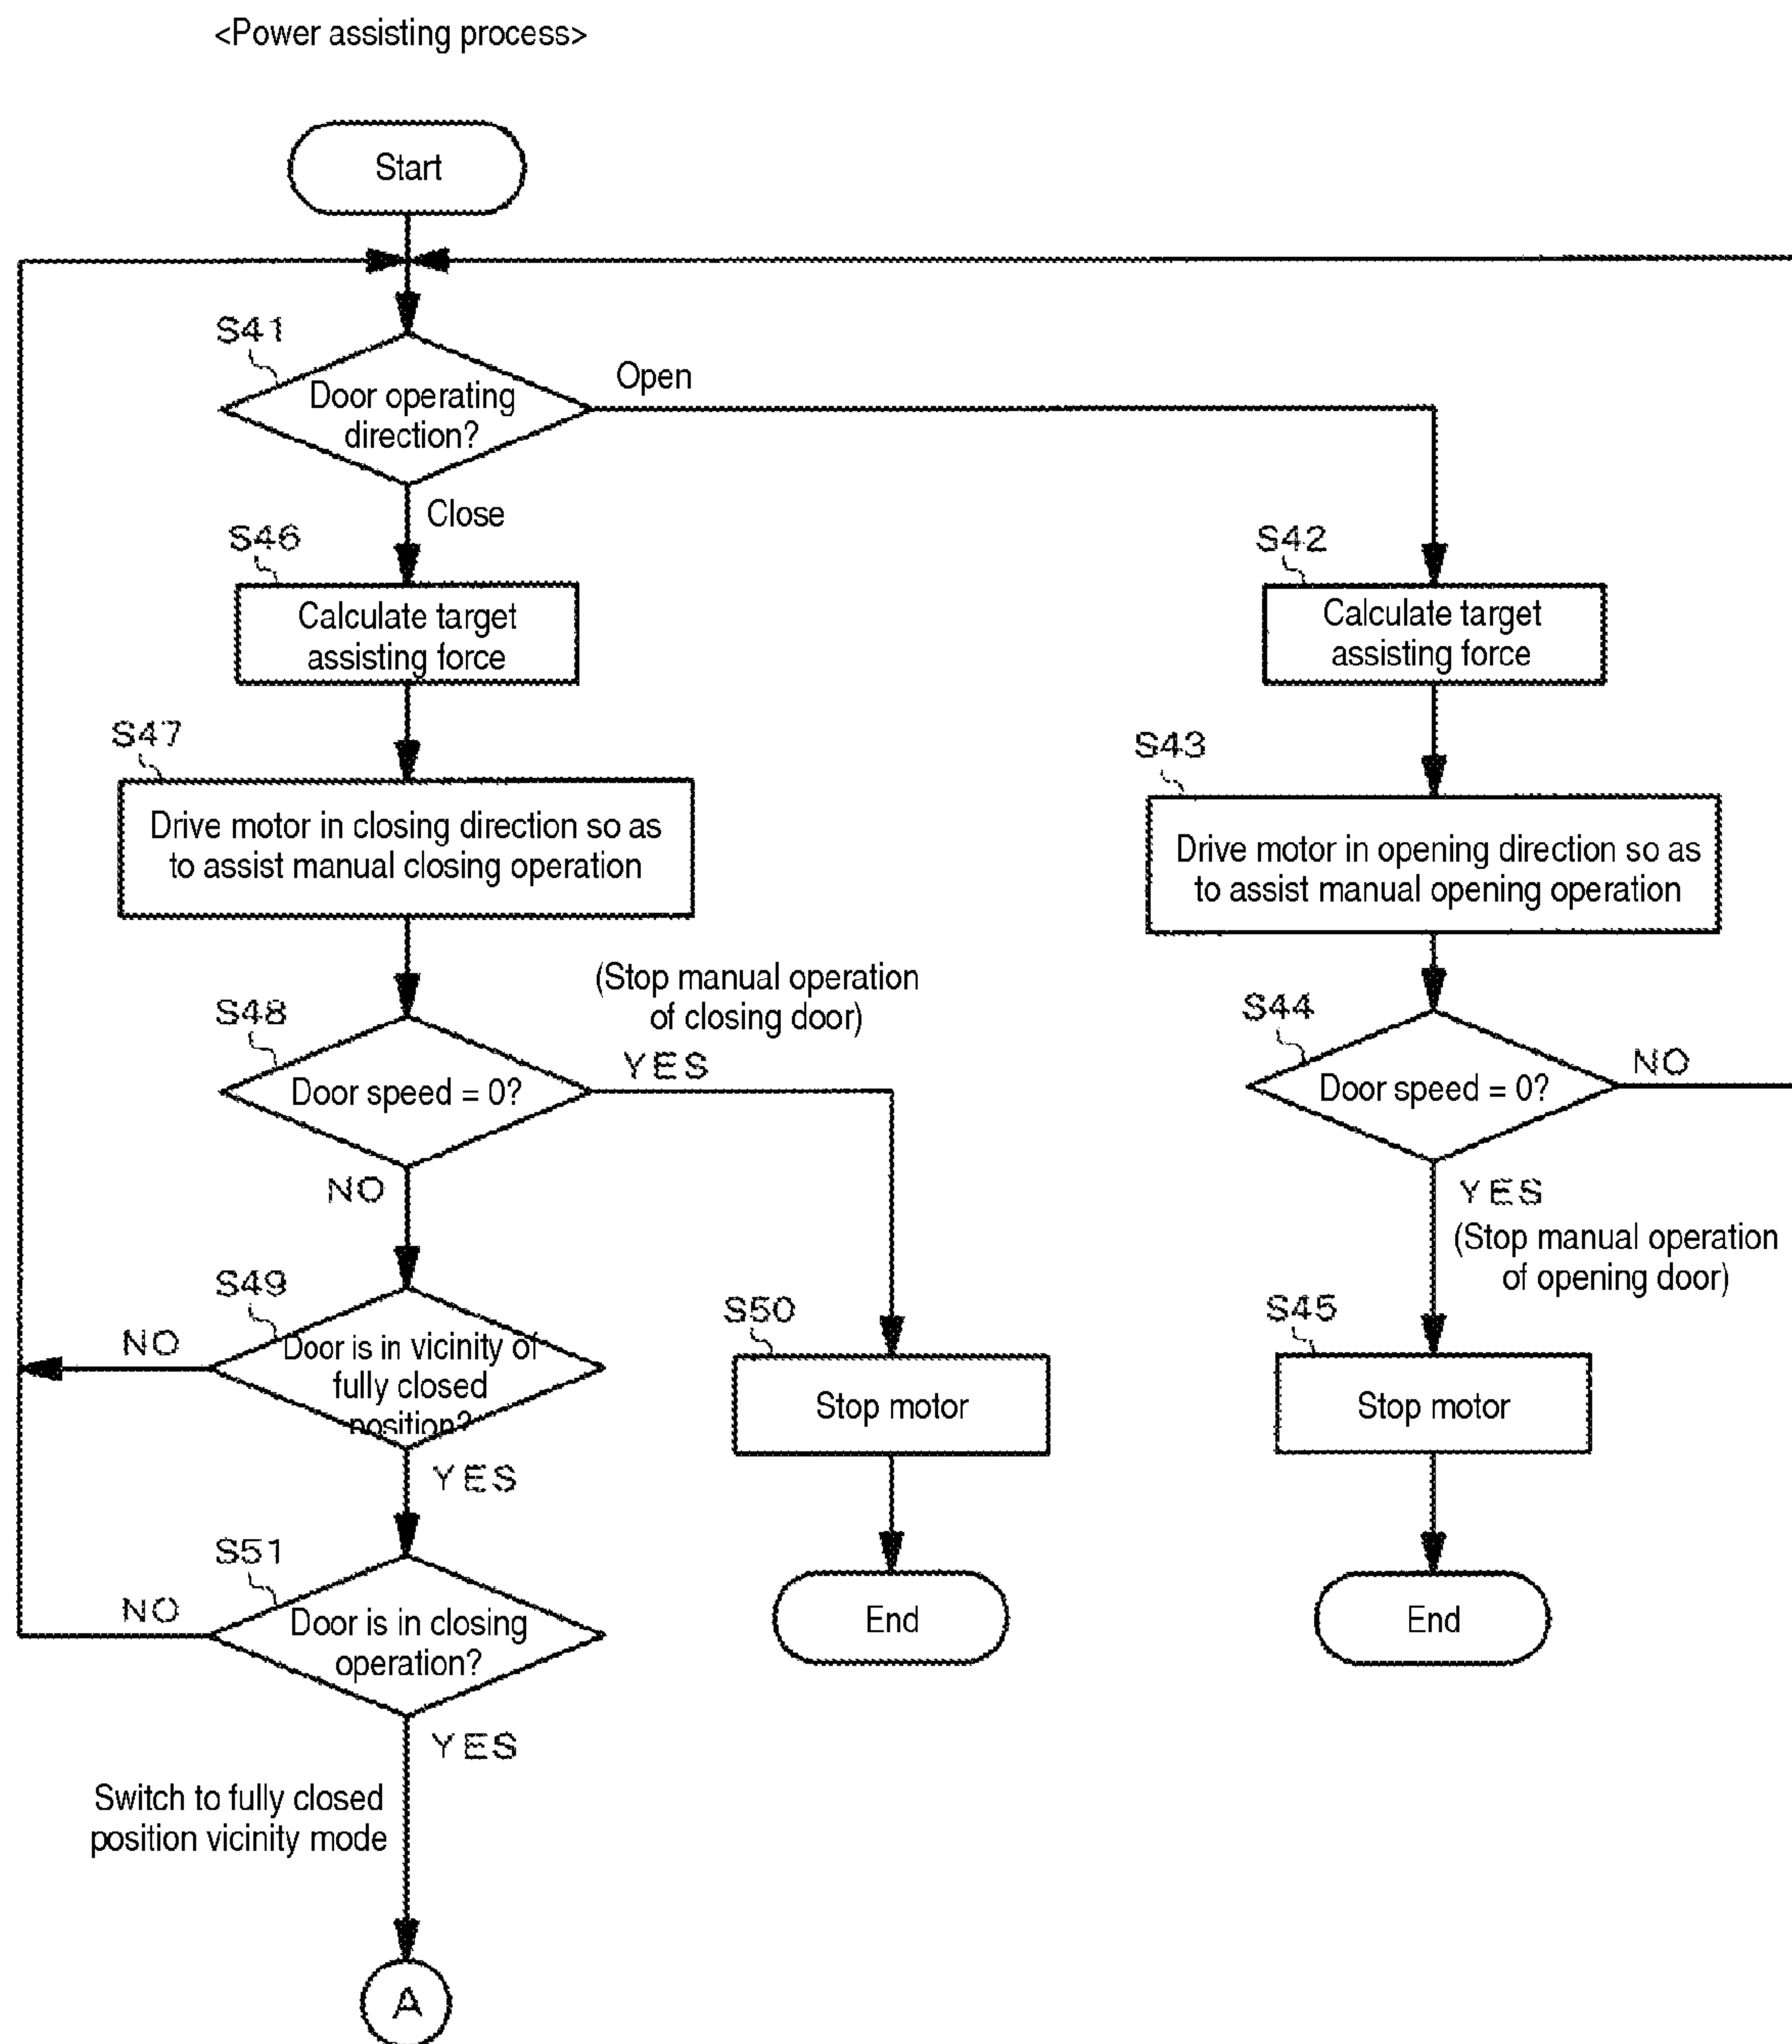 <Power assisting process>
Start
S41
Door operating
direction?
Open
Close
S46
Calculate target
assisting force
S42
Calculate target
assisting force
S47
Drive motor in closing direction so as
to assist manual closing operation
S43
Drive motor in opening direction so as
to assist manual opening operation
(Stop manual operation
of closing door)
S48
Door speed = 0?
YES
NO
S44
Door speed = 0?
NO
YES
(Stop manual operation
of opening door)
S49
Door is in vicinity of
fully closed
position?
NO
YES
S50
Stop motor
S45
Stop motor
S51
Door is in closing
operation?
NO
YES
End
End
Switch to fully closed
position vicinity mode
A